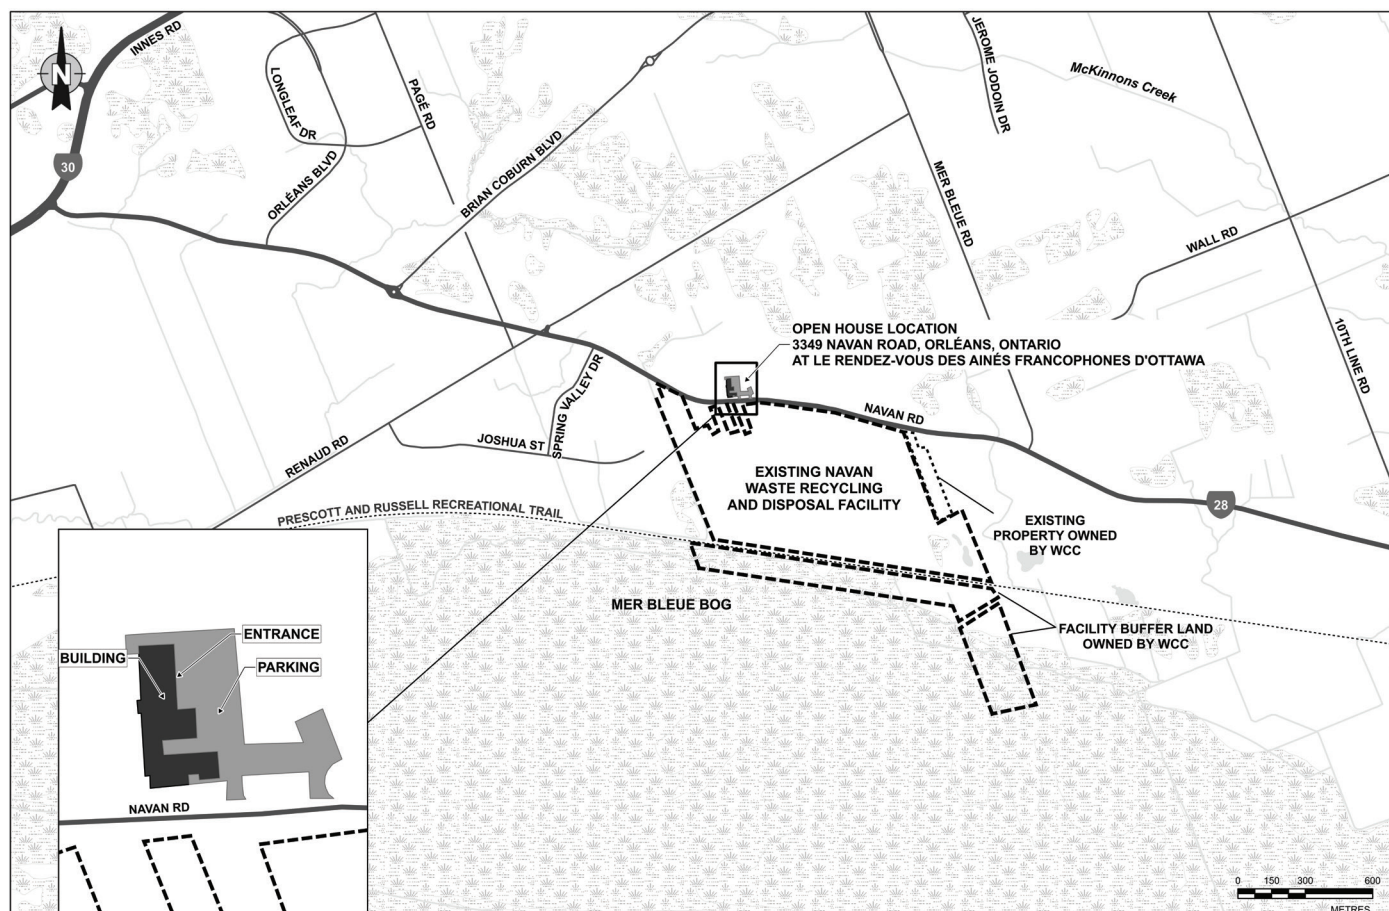 INNES RD
N
30
LONGLEAF DR
ORLÉANS BLVD
PAGÉ RD
BRIAN COBURN BLVD
JEROME JODOIN DR
McKinnons Creek
MER BLEUE RD
WALL RD
10TH LINE RD
OPEN HOUSE LOCATION
3349 NAVAN ROAD, ORLÉANS, ONTARIO
AT LE RENDEZ-VOUS DES AINÉS FRANCOPHONES D'OTTAWA
NAVAN RD
SPRING VALLEY DR
JOSHUA ST
RENAUD RD
EXISTING NAVAN
WASTE RECYCLING
AND DISPOSAL FACILITY
28
PRESCOTT AND RUSSELL RECREATIONAL TRAIL
EXISTING
PROPERTY OWNED
BY WCC
MER BLEUE BOG
FACILITY BUFFER LAND
OWNED BY WCC
ENTRANCE
BUILDING
PARKING
NAVAN RD
0 150 300 600
METRES